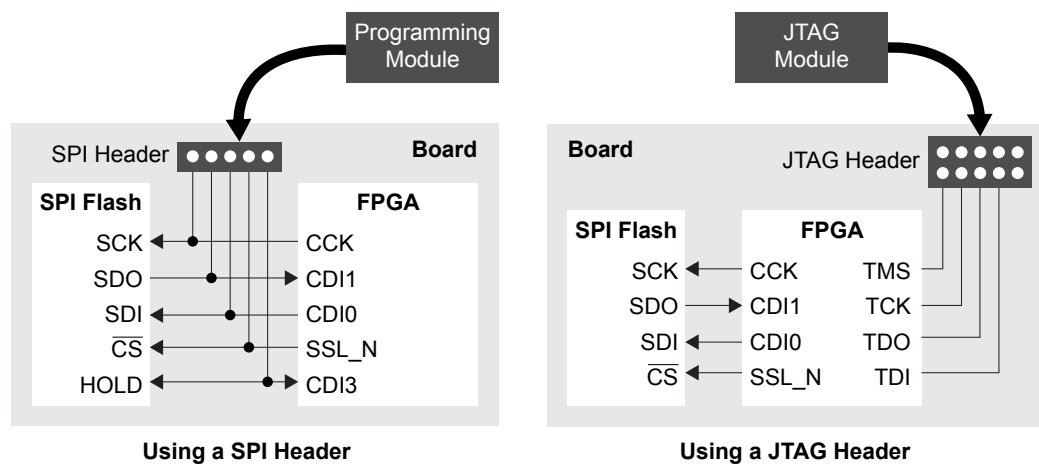 Programming
Module
SPI Header
Board
SPI Flash
FPGA
SCK
CCK
SDO
CDI1
SDI
CDI0
CS
SSL_N
HOLD
CDI3
Using a SPI Header
JTAG
Module
Board
JTAG Header
SPI Flash
FPGA
SCK
CCK
TMS
SDO
CDI1
TCK
SDI
CDI0
TDO
CS
SSL_N
TDI
Using a JTAG Header